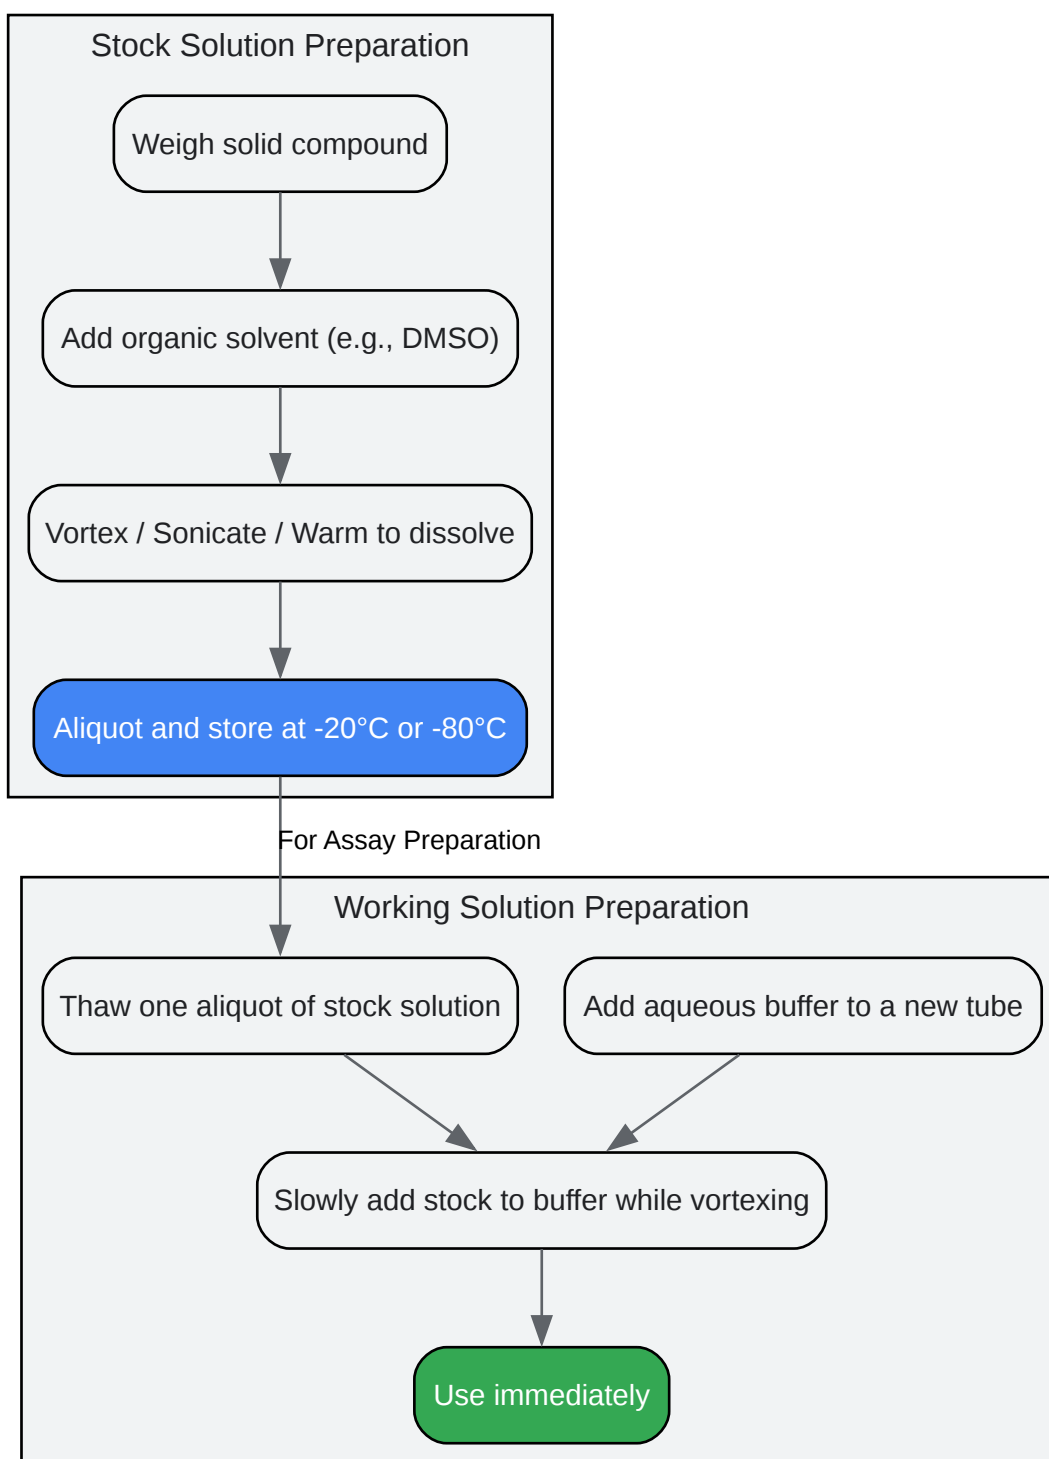 Stock Solution Preparation
Weigh solid compound
Add organic solvent (e.g., DMSO)
Vortex / Sonicate / Warm to dissolve
Aliquot and store at -20°C or -80°C
For Assay Preparation
Working Solution Preparation
Thaw one aliquot of stock solution
Add aqueous buffer to a new tube
Slowly add stock to buffer while vortexing
Use immediately